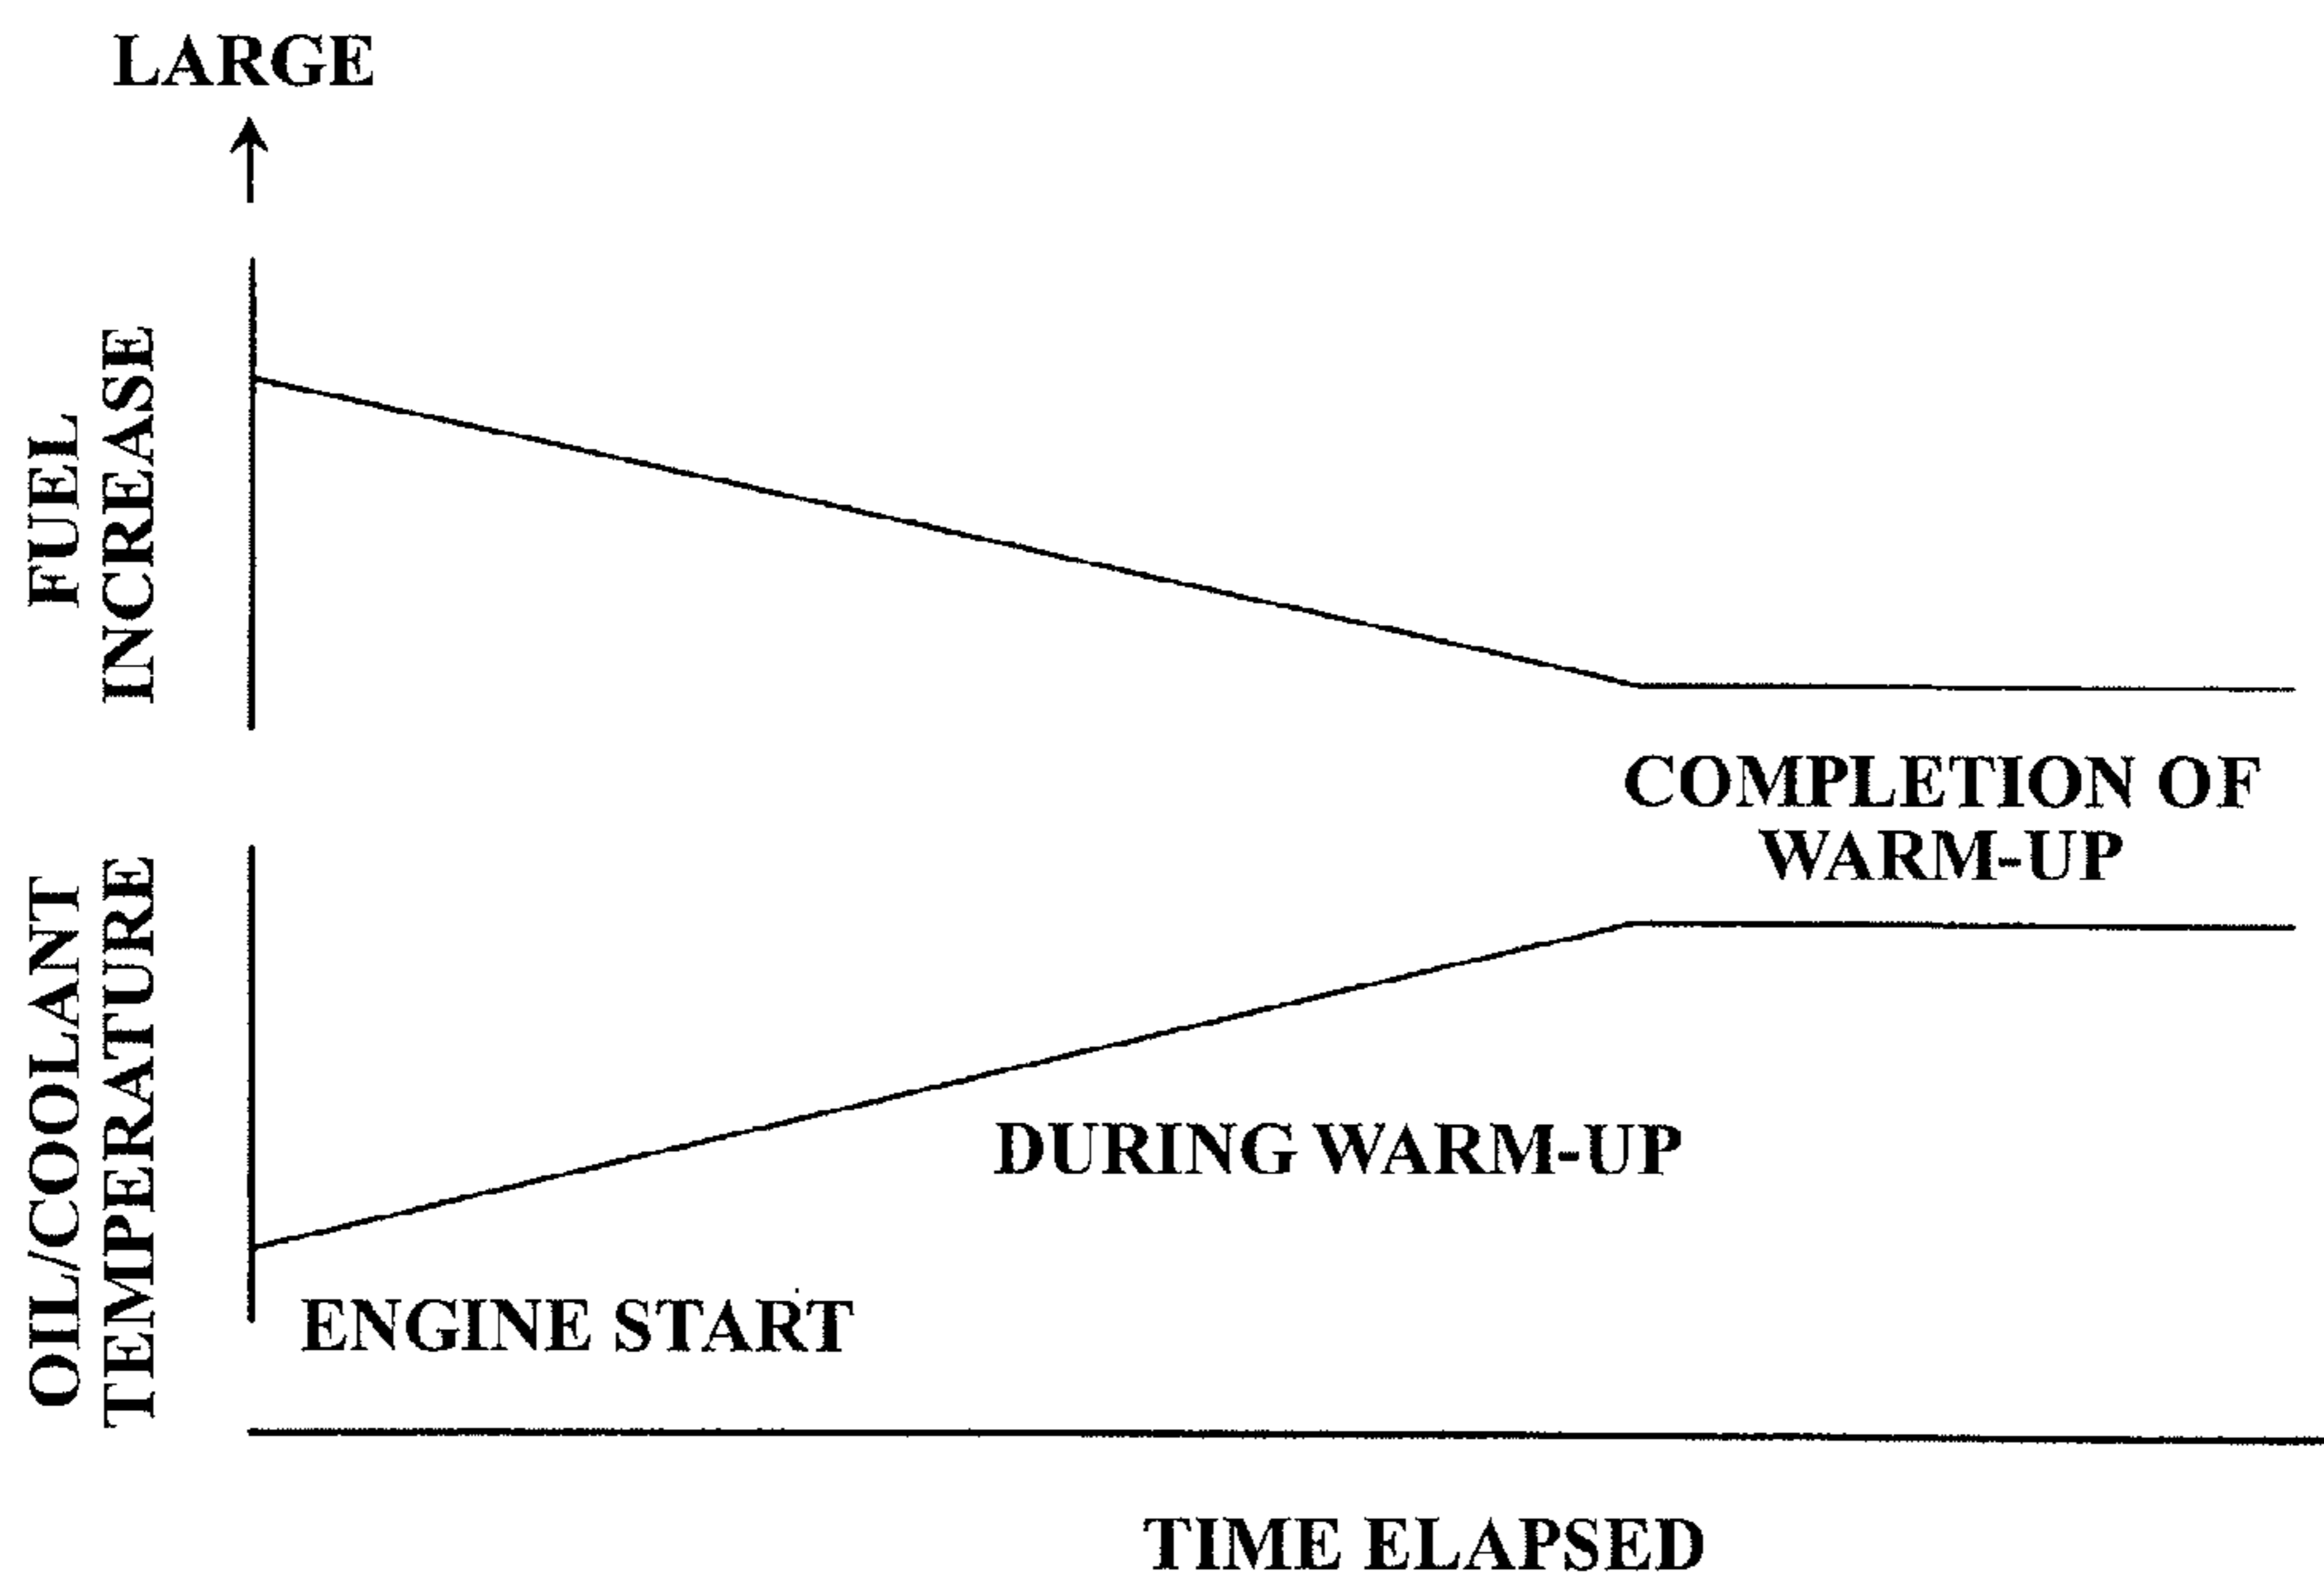 LARGE
FUEL
INCREASE
COMPLETION OF
WARM-UP
OIL/COOLANT
TEMPERATURE
DURING WARM-UP
ENGINE START
TIME ELAPSED